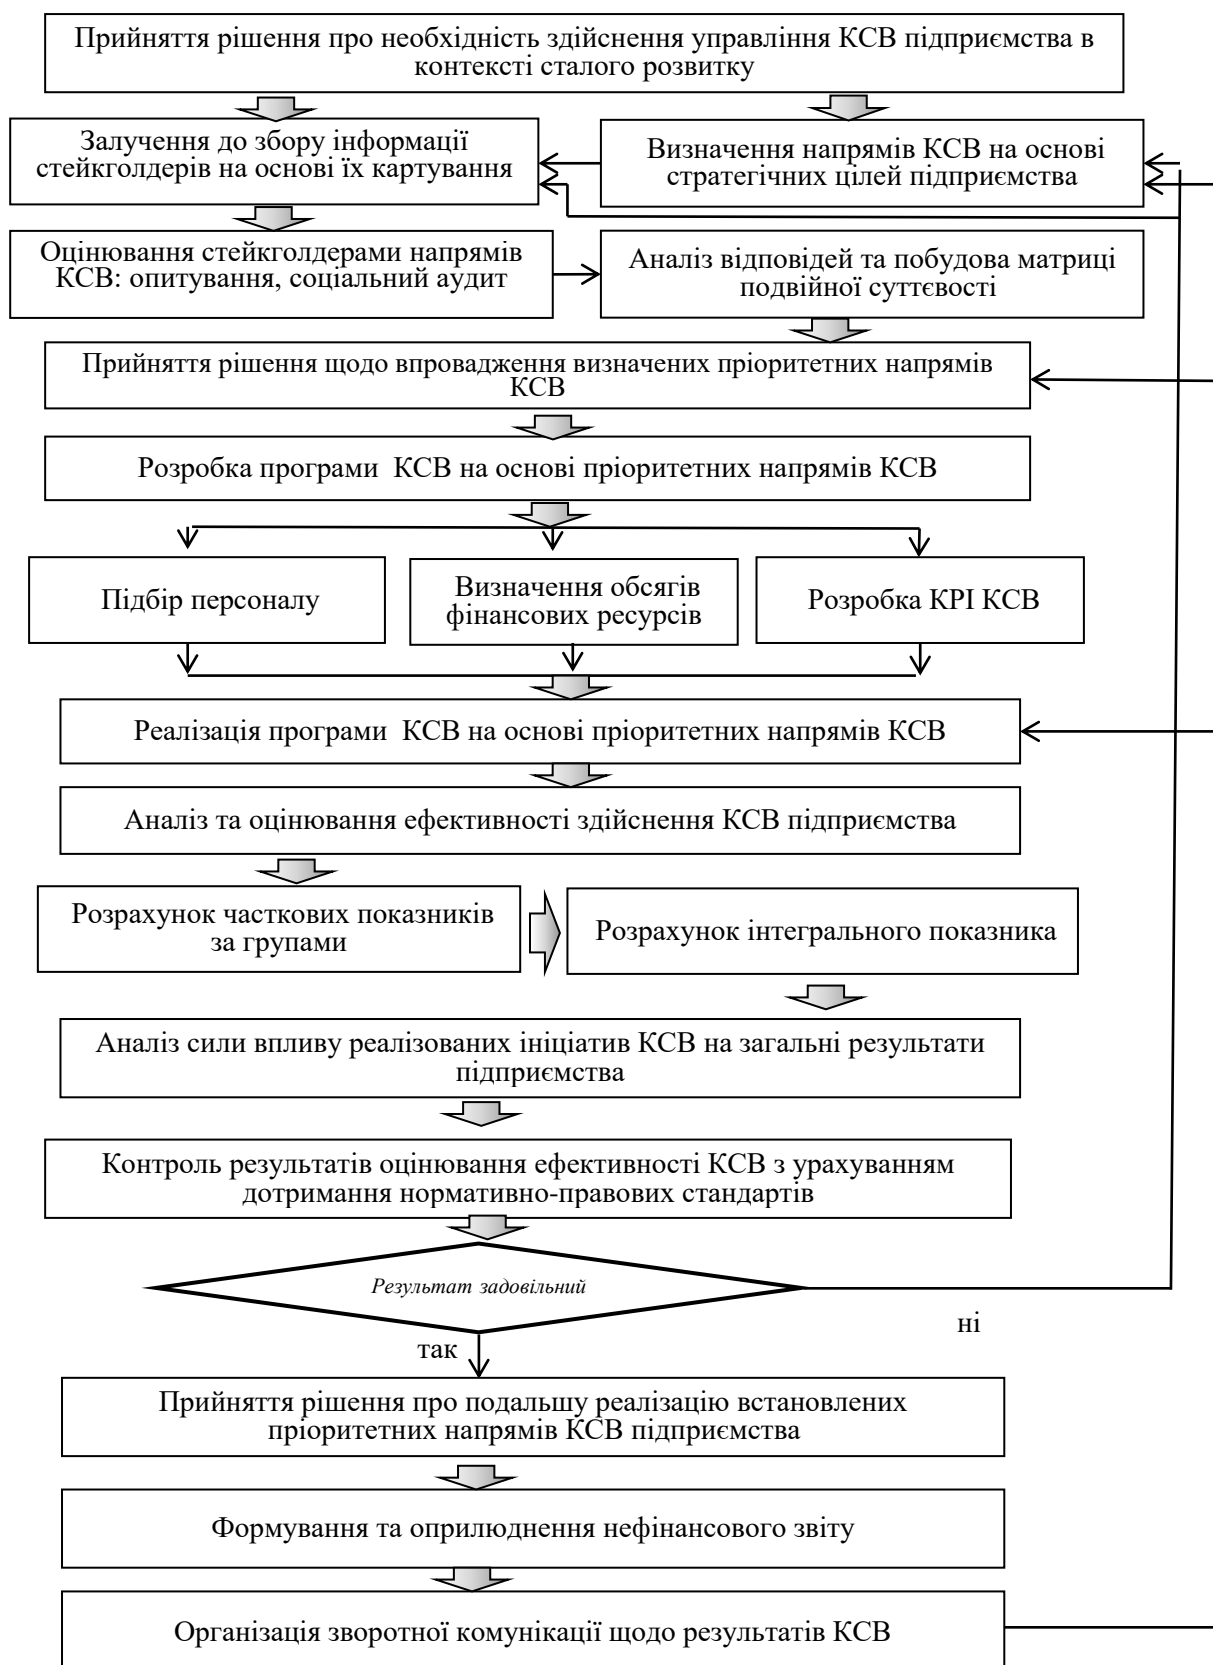 Прийняття рішення про необхідність здійснення управління КСВ підприємства в
контексті сталого розвитку
Залучення до збору інформації
стейкголдерів на основі їх картування
Визначення напрямів КСВ на основі
стратегічних цілей підприємства
Оцінювання стейкголдерами напрямів
КСВ: опитування, соціальний аудит
Аналіз відповідей та побудова матриці
подвійної суттєвості
Прийняття рішення щодо впровадження визначених пріоритетних напрямів
КСВ
Розробка програми КСВ на основі пріоритетних напрямів КСВ
Підбір персоналу
Визначення обсягів
фінансових ресурсів
Розробка КРІ КСВ
Реалізація програми КСВ на основі пріоритетних напрямів КСВ
Аналіз та оцінювання ефективності здійснення КСВ підприємства
Розрахунок часткових показників
за групами
Розрахунок інтегрального показника
Аналіз сили впливу реалізованих ініціатив КСВ на загальні результати
підприємства
Контроль результатів оцінювання ефективності КСВ з урахуванням
дотримання нормативно-правових стандартів
Результат задовільний
ні
так
Прийняття рішення про подальшу реалізацію встановлених
пріоритетних напрямів КСВ підприємства
Формування та оприлюднення нефінансового звіту
Організація зворотної комунікації щодо результатів КСВ